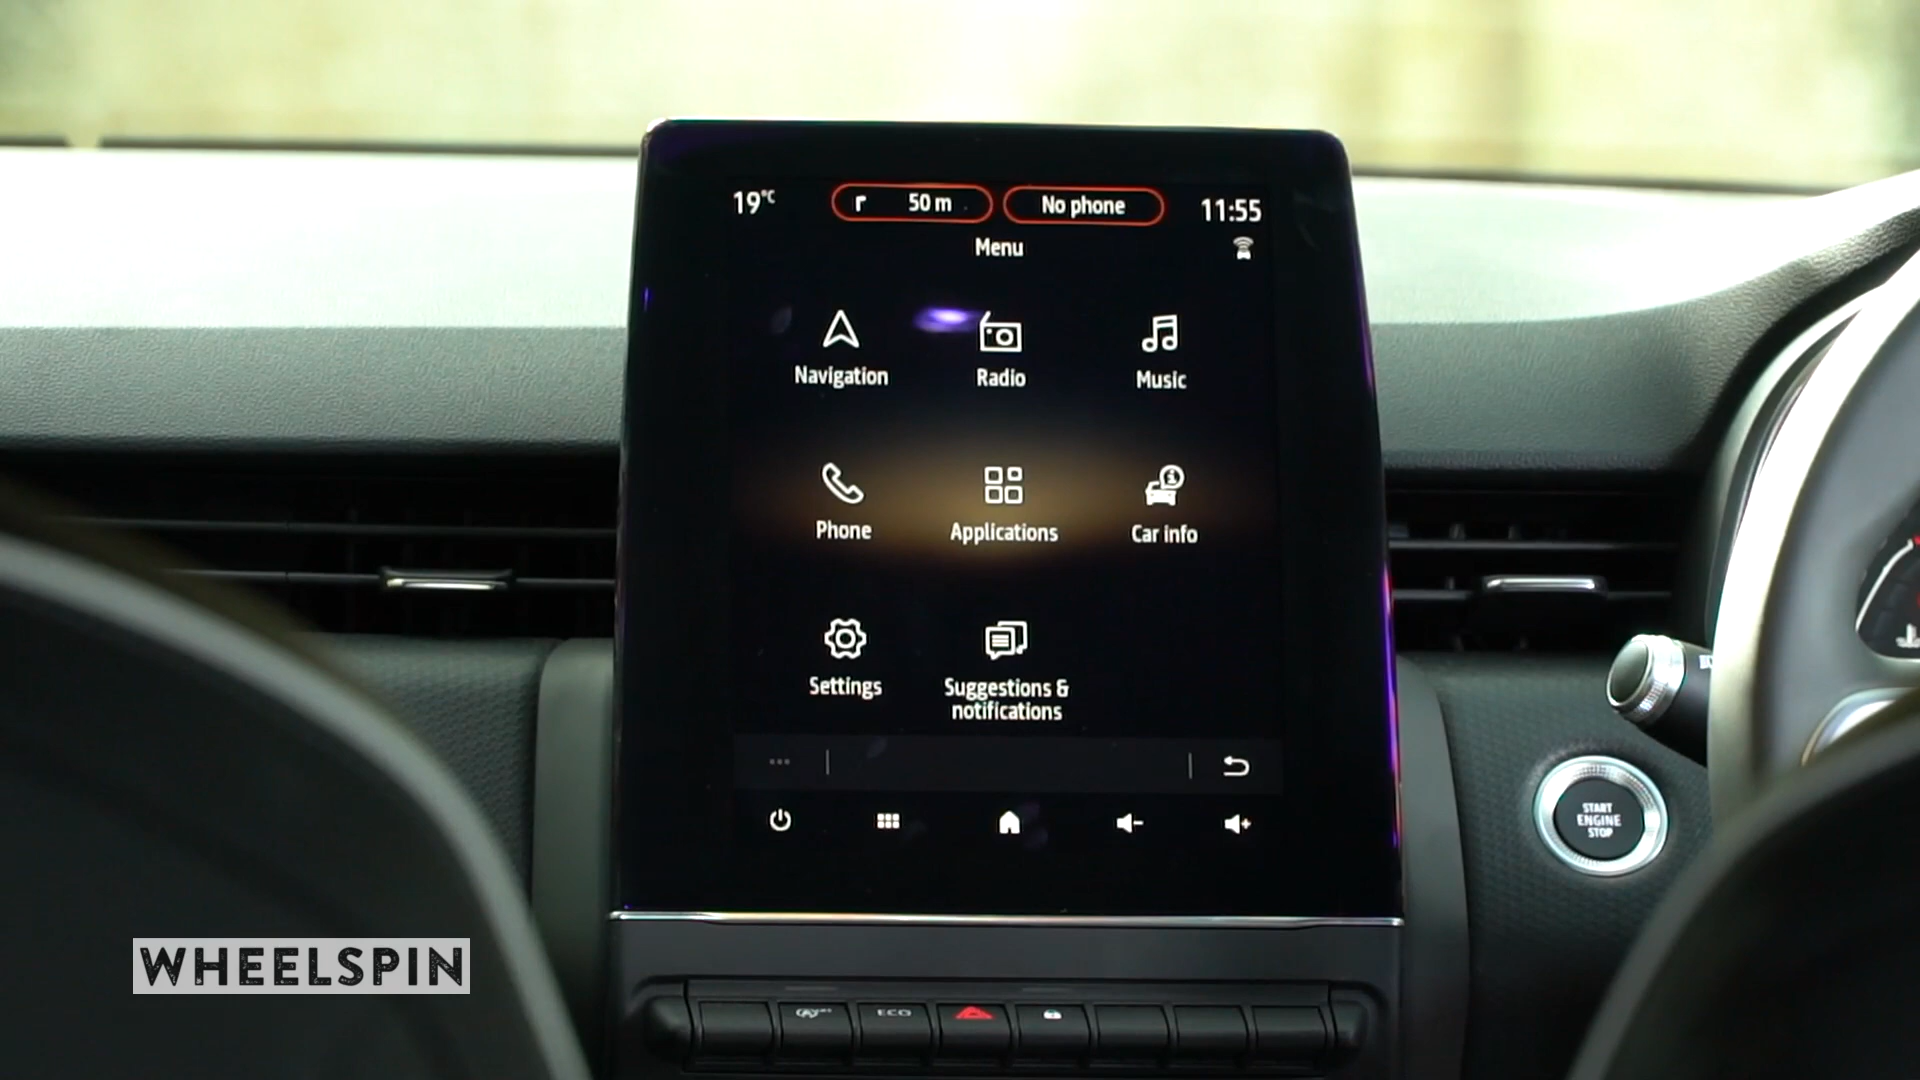 19°C
50 m
No phone
11:55
Menu
Navigation
Radio
Music
Phone
Applications
Car info
Settings
Suggestions &
notifications
START
ENGINE
STOP
WHEELSPIN
ECO